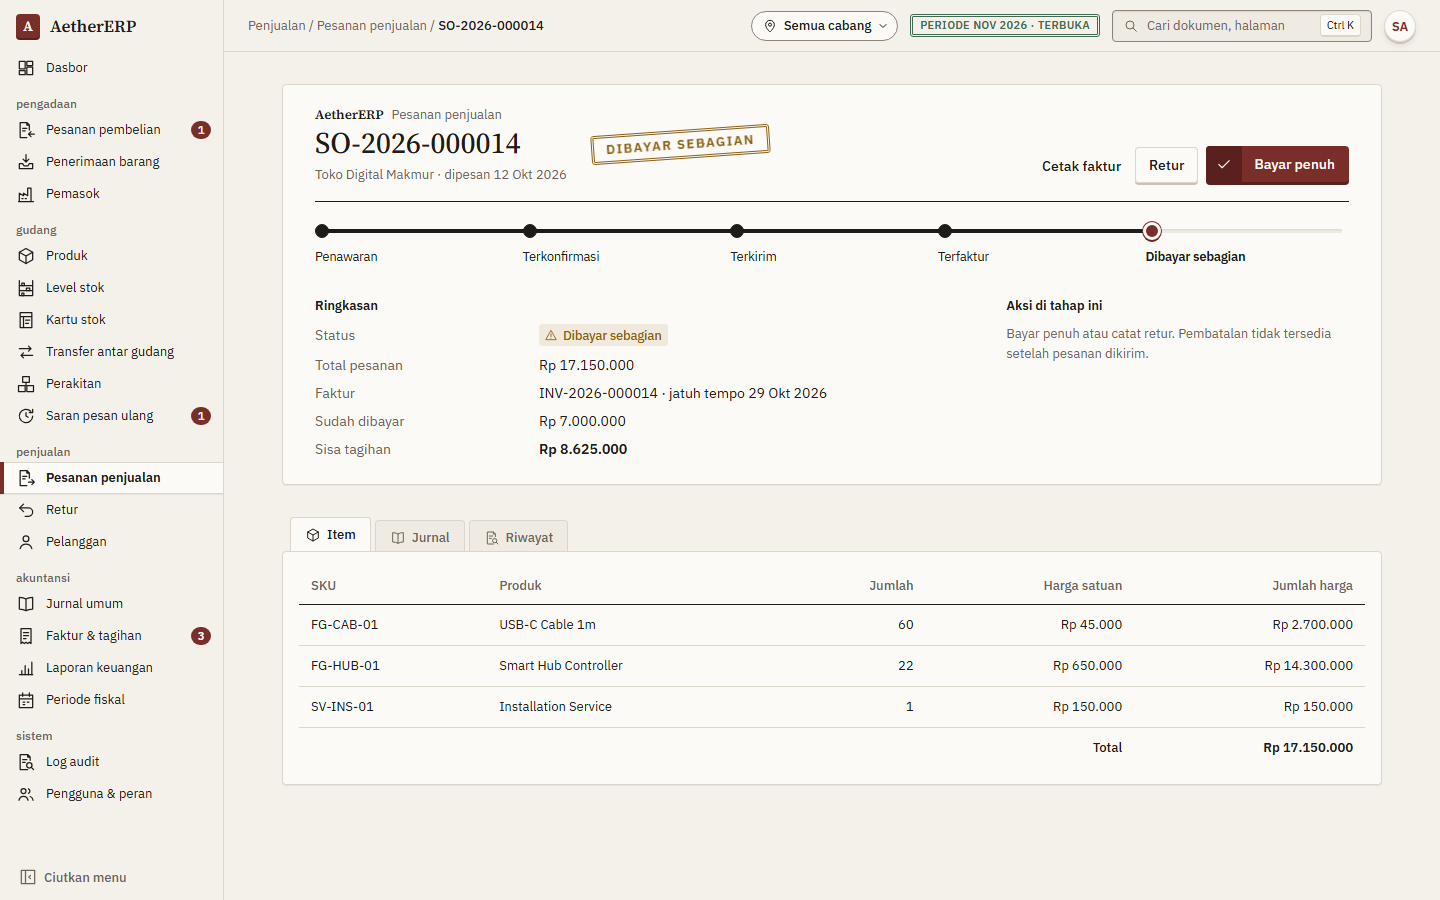 A AetherERP
Dasbor
pengadaan
Pesanan pembelian 1
Penerimaan barang
Pemasok
gudang
Produk
Level stok
Kartu stok
Transfer antar gudang
Perakitan
Saran pesan ulang 1
penjualan
Pesanan penjualan
Retur
Pelanggan
akuntansi
Jurnal umum
Faktur & tagihan 3
Laporan keuangan
Periode fiskal
sistem
Log audit
Pengguna & peran
Ciutkan menu
Penjualan / Pesanan penjualan / SO-2026-000014
Semua cabang
PERIODE NOV 2026 · TERBUKA
Cari dokumen, halaman Ctrl K
SA
AetherERP Pesanan penjualan
SO-2026-000014
DIBAYAR SEBAGIAN
Toko Digital Makmur · dipesan 12 Okt 2026
Cetak faktur Retur Bayar penuh
Penawaran Terkonfirmasi Terkirim Terfaktur Dibayar sebagian
Ringkasan
Status Dibayar sebagian
Total pesanan Rp 17.150.000
Faktur INV-2026-000014 · jatuh tempo 29 Okt 2026
Sudah dibayar Rp 7.000.000
Sisa tagihan Rp 8.625.000
Aksi di tahap ini
Bayar penuh atau catat retur. Pembatalan tidak tersedia
setelah pesanan dikirim.
Item Jurnal Riwayat
SKU Produk Jumlah Harga satuan Jumlah harga
FG-CAB-01 USB-C Cable 1m 60 Rp 45.000 Rp 2.700.000
FG-HUB-01 Smart Hub Controller 22 Rp 650.000 Rp 14.300.000
SV-INS-01 Installation Service 1 Rp 150.000 Rp 150.000
Total Rp 17.150.000